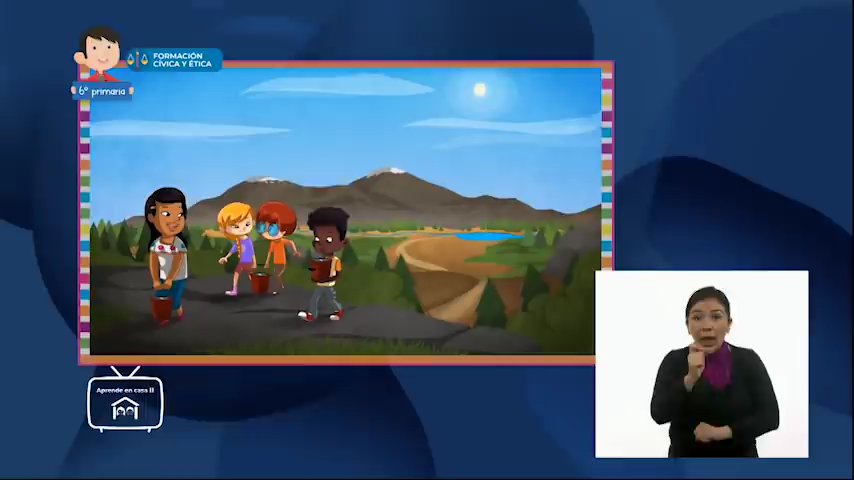 FORMACIÓN
CÍVICA Y ÉTICA
6° primaria
Aprende en casa II